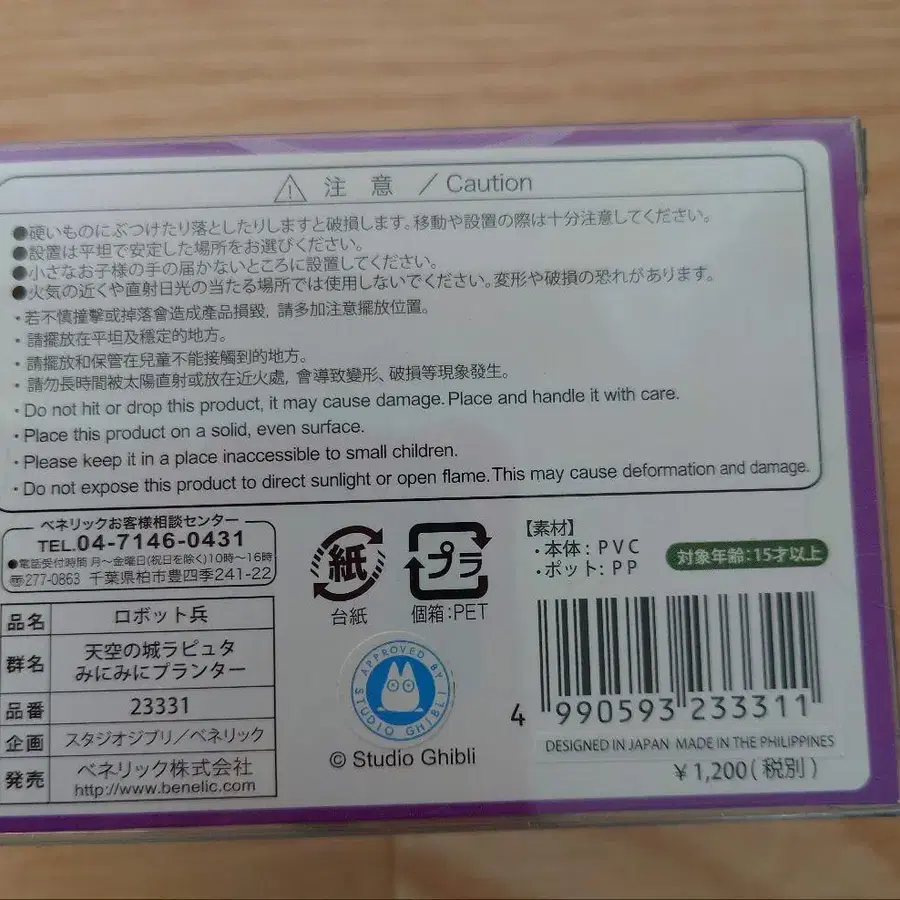 注 意 / Caution
●硬いものにぶつけたり落としたりしますと破損します。移動や設置の際は十分注意してください。
●設置は平坦で安定した場所をお選びください。
●小さなお子様の手の届かないところに設置してください。
●火気の近くや直射日光の当たる場所では使用しないでください。変形や破損の恐れがあります。
・若不慎撞擊或掉落會造成產品損毀, 請多加注意擺放位置。
・請擺放在平坦及穩定的地方。
・請擺放和保管在兒童不能接觸到的地方。
・請勿長時間被太陽直射或放在近火處, 會導致變形、破損等現象發生。
・Do not hit or drop this product, it may cause damage. Place and handle it with care.
・Place this product on a solid, even surface.
・Please keep it in a place inaccessible to small children.
・Do not expose this product to direct sunlight or open flame. This may cause deformation and damage.
ベネリックお客様相談センター
TEL.04-7146-0431
●電話受付時間 月～金曜日(祝日を除く)10時～16時
〠277-0863 千葉県柏市豊四季241-22
品名 ロボット兵
群名 天空の城ラピュタ
みにみにプランター
品番 23331
企画 スタジオジブリ／ベネリック
発売 ベネリック株式会社
http://www.benelic.com
紙
台紙
プラ
個箱:PET
APPROVED BY
STUDIO GHIBLI
© Studio Ghibli
【素材】
・本体: PVC
・ポット: PP
対象年齢:15才以上
4 990593 233311
DESIGNED IN JAPAN MADE IN THE PHILIPPINES
￥1,200(税別)